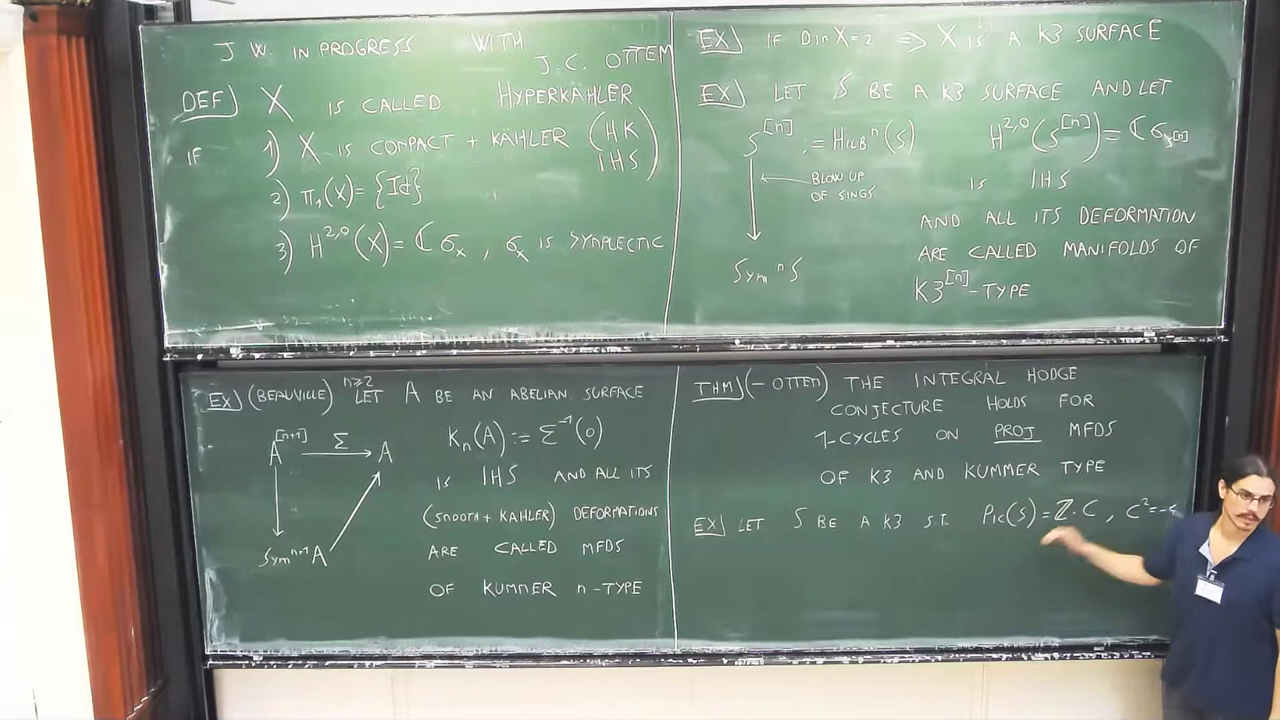 J W. IN PROGRESS WITH
J.C. OTTEM
DEF) X IS CALLED HYPERKÄHLER
IF 1) X IS COMPACT + KÄHLER (HK
IHS)
2) π₁(X) = {Id}
3) H^{2,0}(X) = ℂ σ_X , σ_X IS SYMPLECTIC
EX) IF DIM X=2 ⇒ X IS A K3 SURFACE
EX) LET S BE A K3 SURFACE AND LET
S^{[n]} := HILB^n(S) H^{2,0}(S^{[n]}) = ℂ σ_{S^{[n]}}
BLOW UP
OF SINGS
IS IHS
AND ALL ITS DEFORMATION
ARE CALLED MANIFOLDS OF
Sym^n S
K3^{[n]}-TYPE
EX) (BEAUVILLE) n≥2 LET A BE AN ABELIAN SURFACE
A^{[n+1]} Σ→ A K_n(A) := Σ^{-1}(0)
IS IHS AND ALL ITS
(SMOOTH + KÄHLER) DEFORMATIONS
Sym^{n+1} A ARE CALLED MFDS
OF KUMMER n-TYPE
THM) (- OTTEM) THE INTEGRAL HODGE
CONJECTURE HOLDS FOR
1-CYCLES ON PROJ MFDS
OF K3 AND KUMMER TYPE
EX) LET S BE A K3 S.T. Pic(S) = ℤ·C , C²=-